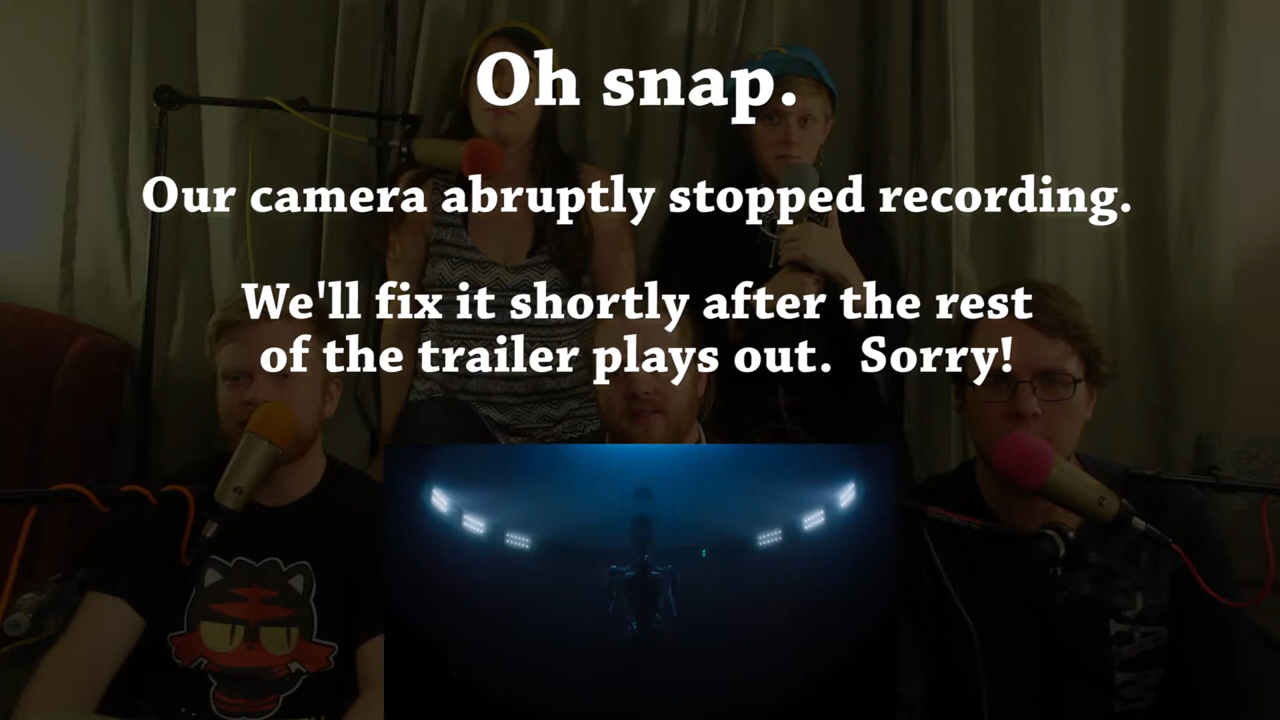 Oh snap.
Our camera abruptly stopped recording.
We'll fix it shortly after the rest
of the trailer plays out.  Sorry!